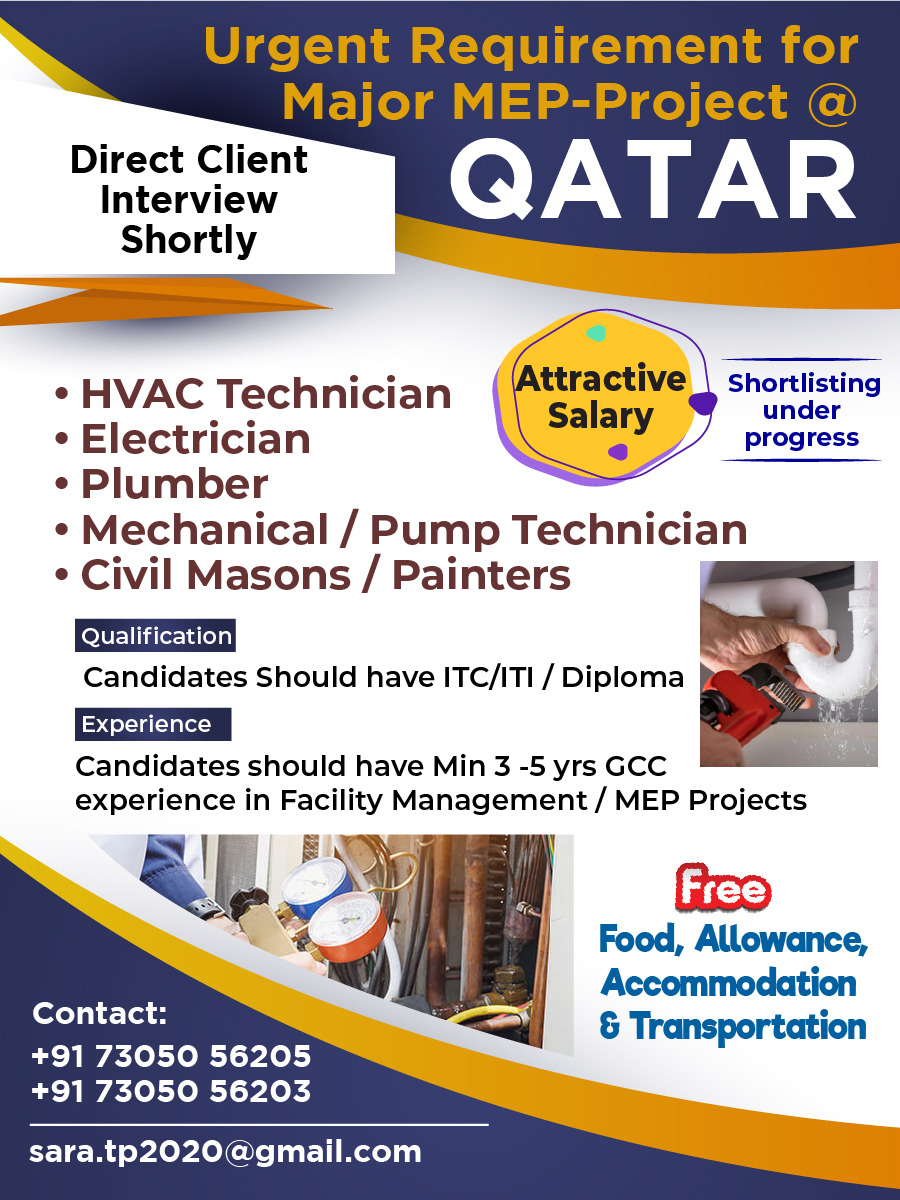 Urgent Requirement for
Major MEP-Project @
QATAR
Direct Client
Interview
Shortly
• HVAC Technician
• Electrician
• Plumber
• Mechanical / Pump Technician
• Civil Masons / Painters
Attractive
Salary
Shortlisting
under
progress
Qualification
Candidates Should have ITC/ITI / Diploma
Experience
Candidates should have Min 3 -5 yrs GCC
experience in Facility Management / MEP Projects
Free
Food, Allowance,
Accommodation
& Transportation
Contact:
+91 73050 56205
+91 73050 56203
sara.tp2020@gmail.com